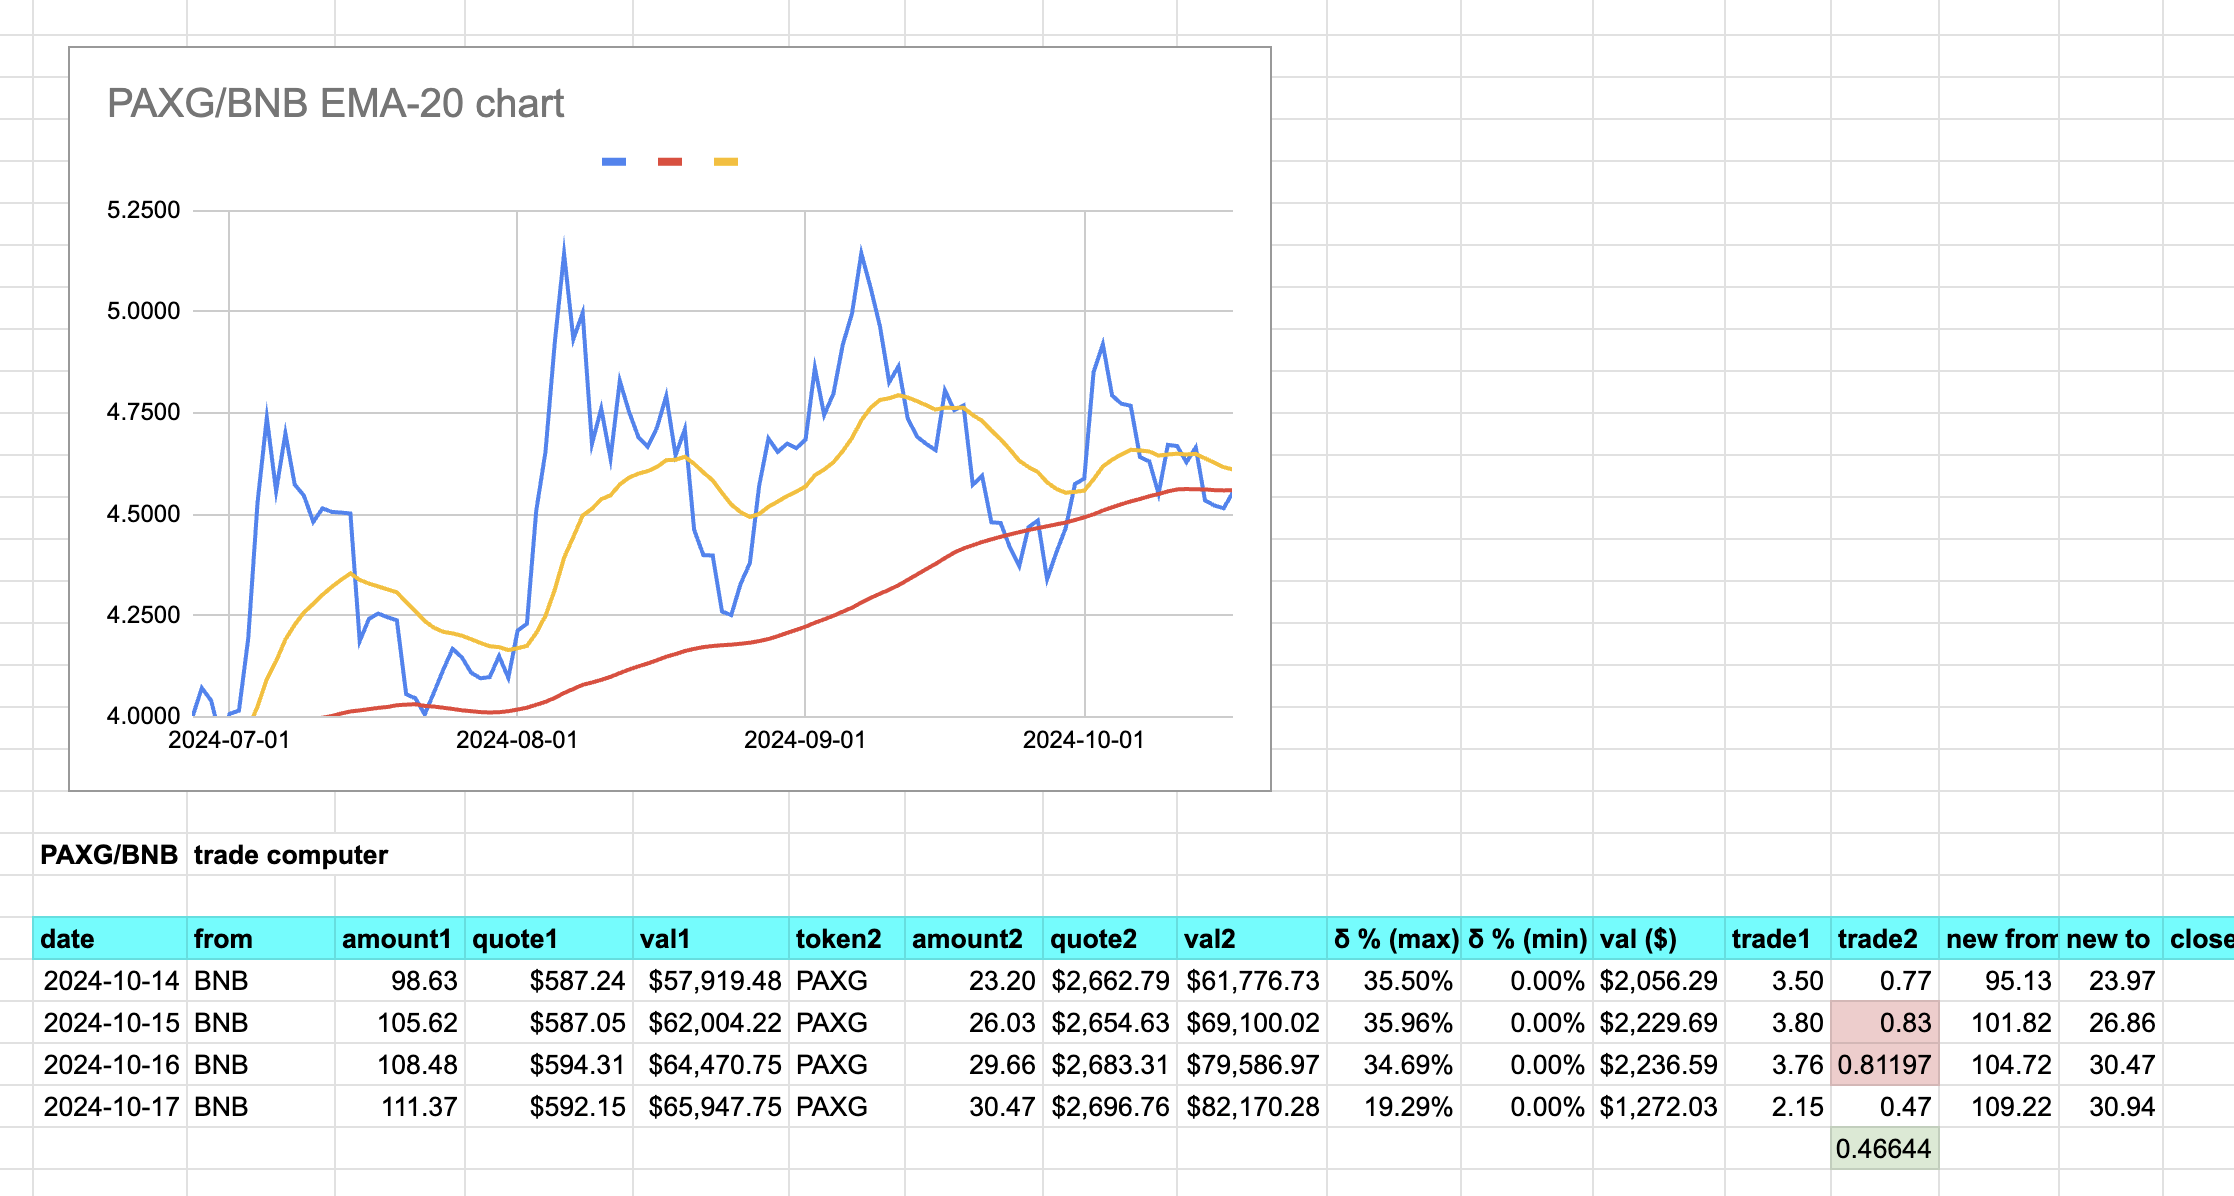 PAXG/BNB EMA-20 chart
5.2500
5.0000
4.7500
4.5000
4.2500
4.0000
2024-07-01 2024-08-01 2024-09-01 2024-10-01
PAXG/BNB trade computer
date from amount1 quote1 val1 token2 amount2 quote2 val2 δ % (max) δ % (min) val ($) trade1 trade2 new from new to close
2024-10-14 BNB 98.63 $587.24 $57,919.48 PAXG 23.20 $2,662.79 $61,776.73 35.50% 0.00% $2,056.29 3.50 0.77 95.13 23.97
2024-10-15 BNB 105.62 $587.05 $62,004.22 PAXG 26.03 $2,654.63 $69,100.02 35.96% 0.00% $2,229.69 3.80 0.83 101.82 26.86
2024-10-16 BNB 108.48 $594.31 $64,470.75 PAXG 29.66 $2,683.31 $79,586.97 34.69% 0.00% $2,236.59 3.76 0.81197 104.72 30.47
2024-10-17 BNB 111.37 $592.15 $65,947.75 PAXG 30.47 $2,696.76 $82,170.28 19.29% 0.00% $1,272.03 2.15 0.47 109.22 30.94
0.46644